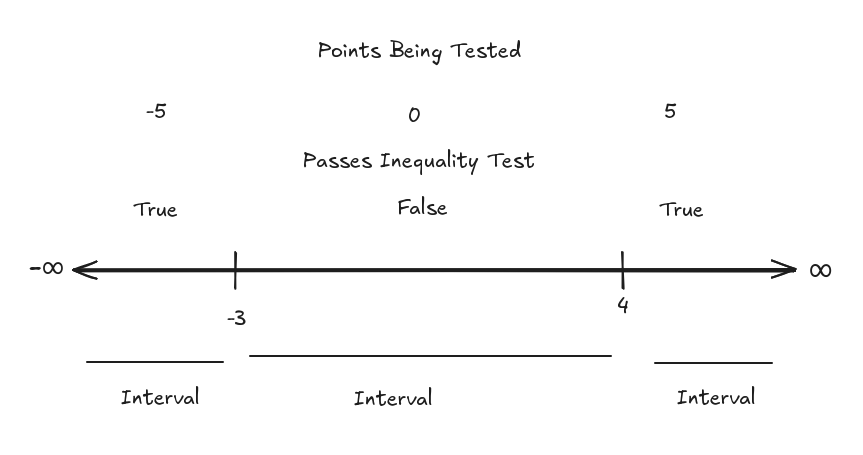 Points Being Tested
-5 0 5
Passes Inequality Test
True False True
-∞ ∞
-3 4
Interval Interval Interval